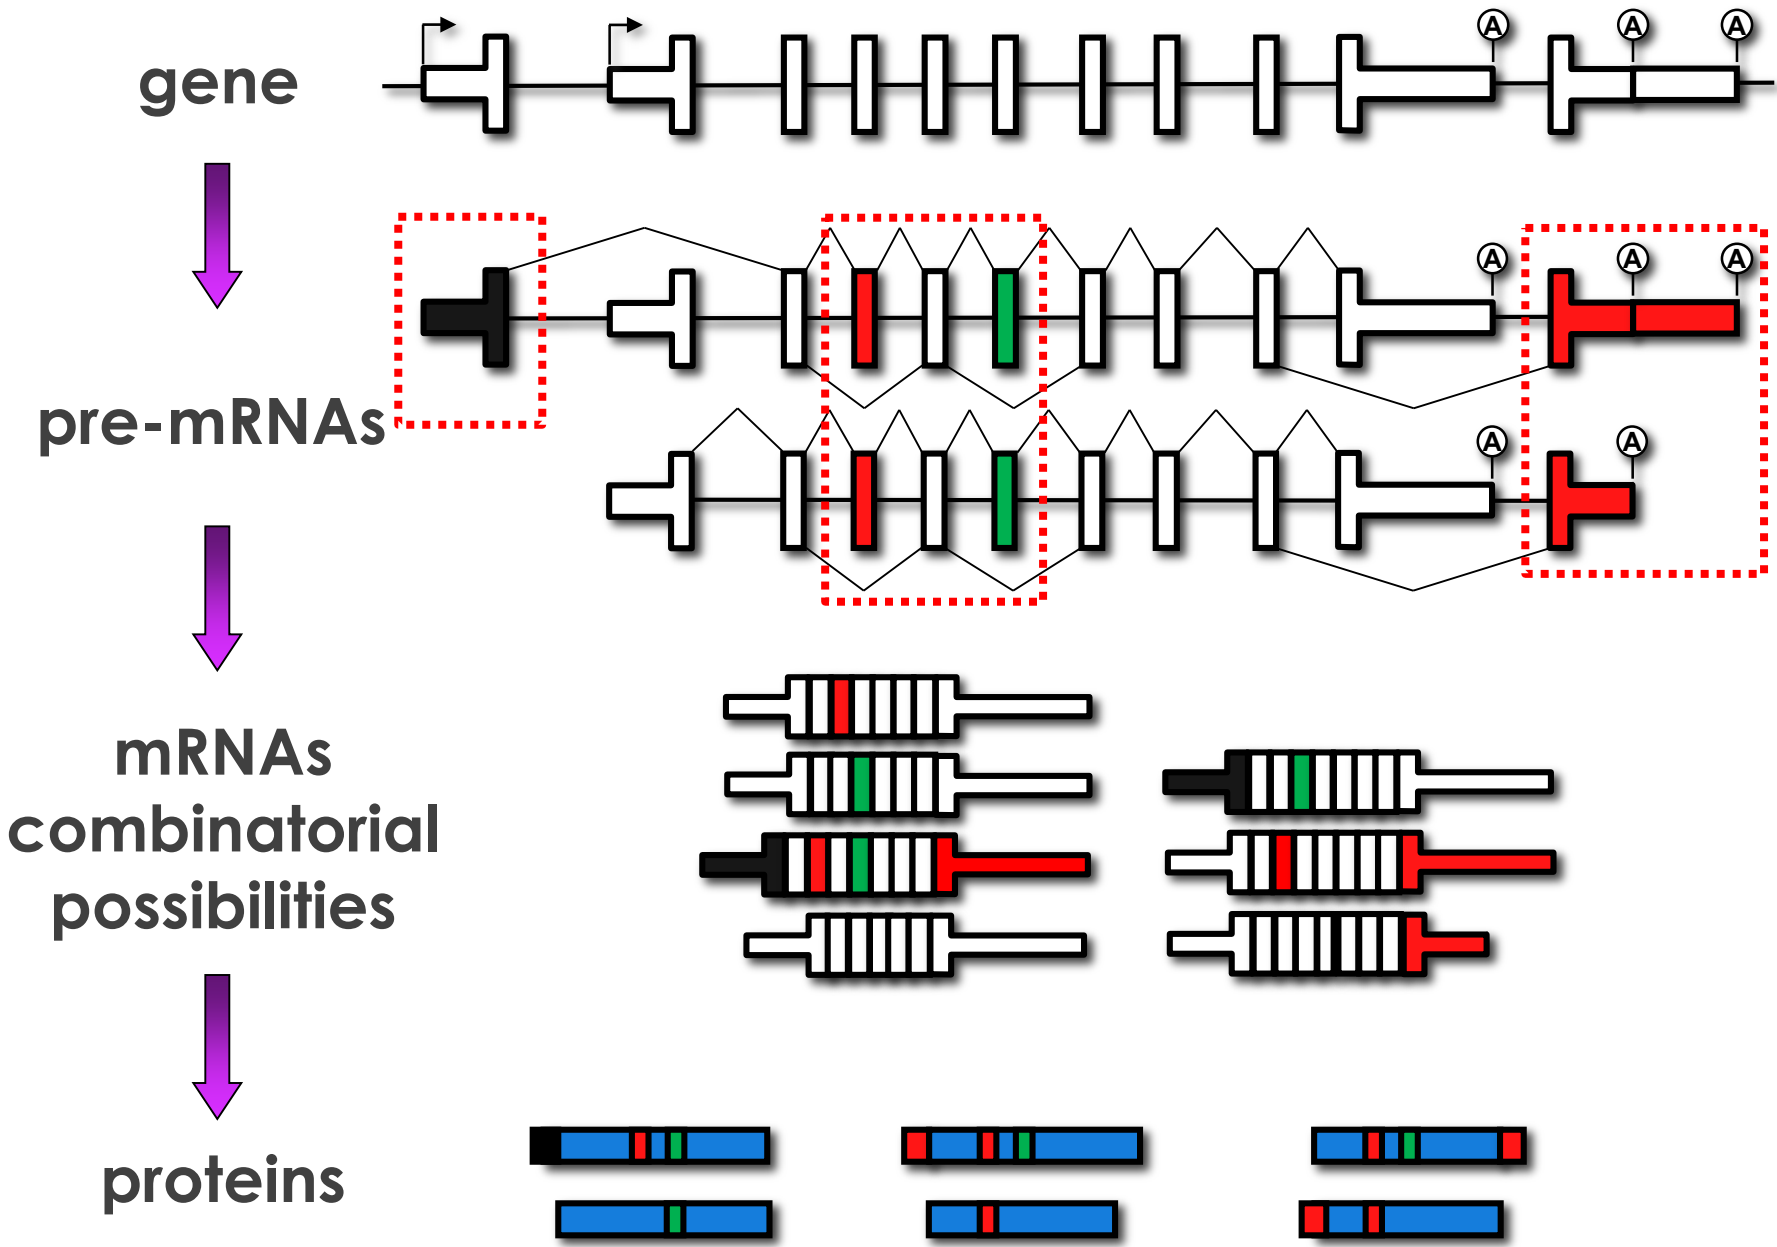 gene
A A A
A A A
pre-mRNAs
A A
mRNAs
combinatorial
possibilities
proteins